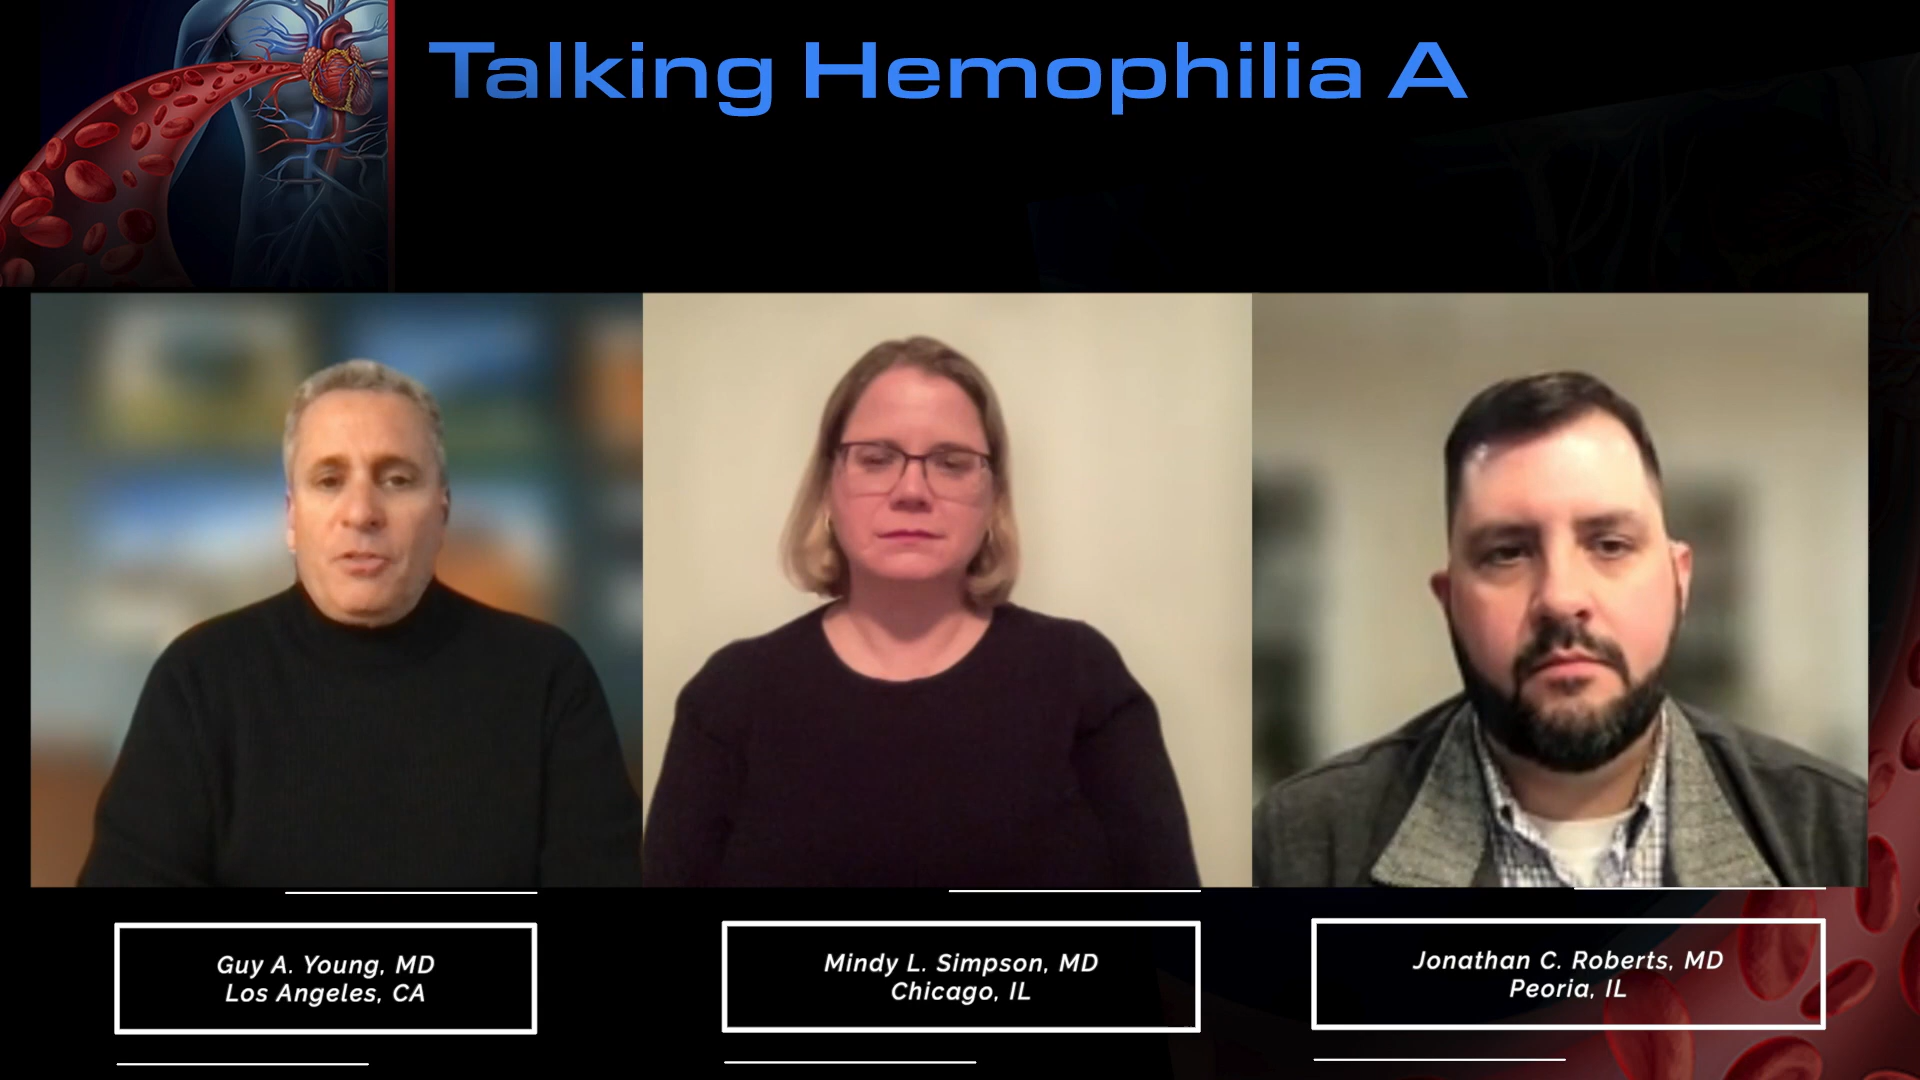 Talking Hemophilia A
Guy A. Young, MD
Los Angeles, CA
Mindy L. Simpson, MD
Chicago, IL
Jonathan C. Roberts, MD
Peoria, IL